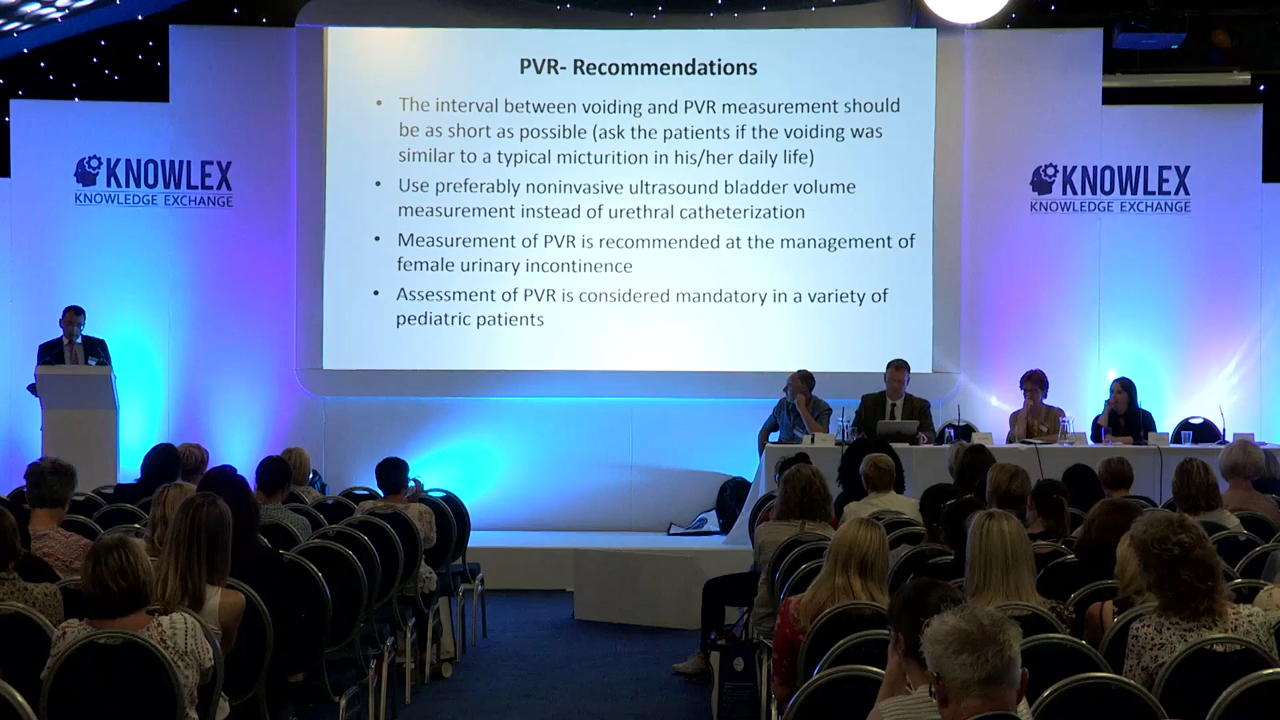 PVR- Recommendations
• The interval between voiding and PVR measurement should
be as short as possible (ask the patients if the voiding was
similar to a typical micturition in his/her daily life)
• Use preferably noninvasive ultrasound bladder volume
measurement instead of urethral catheterization
• Measurement of PVR is recommended at the management of
female urinary incontinence
• Assessment of PVR is considered mandatory in a variety of
pediatric patients
KNOWLEX
KNOWLEDGE EXCHANGE
KNOWLEX
KNOWLEDGE EXCHANGE